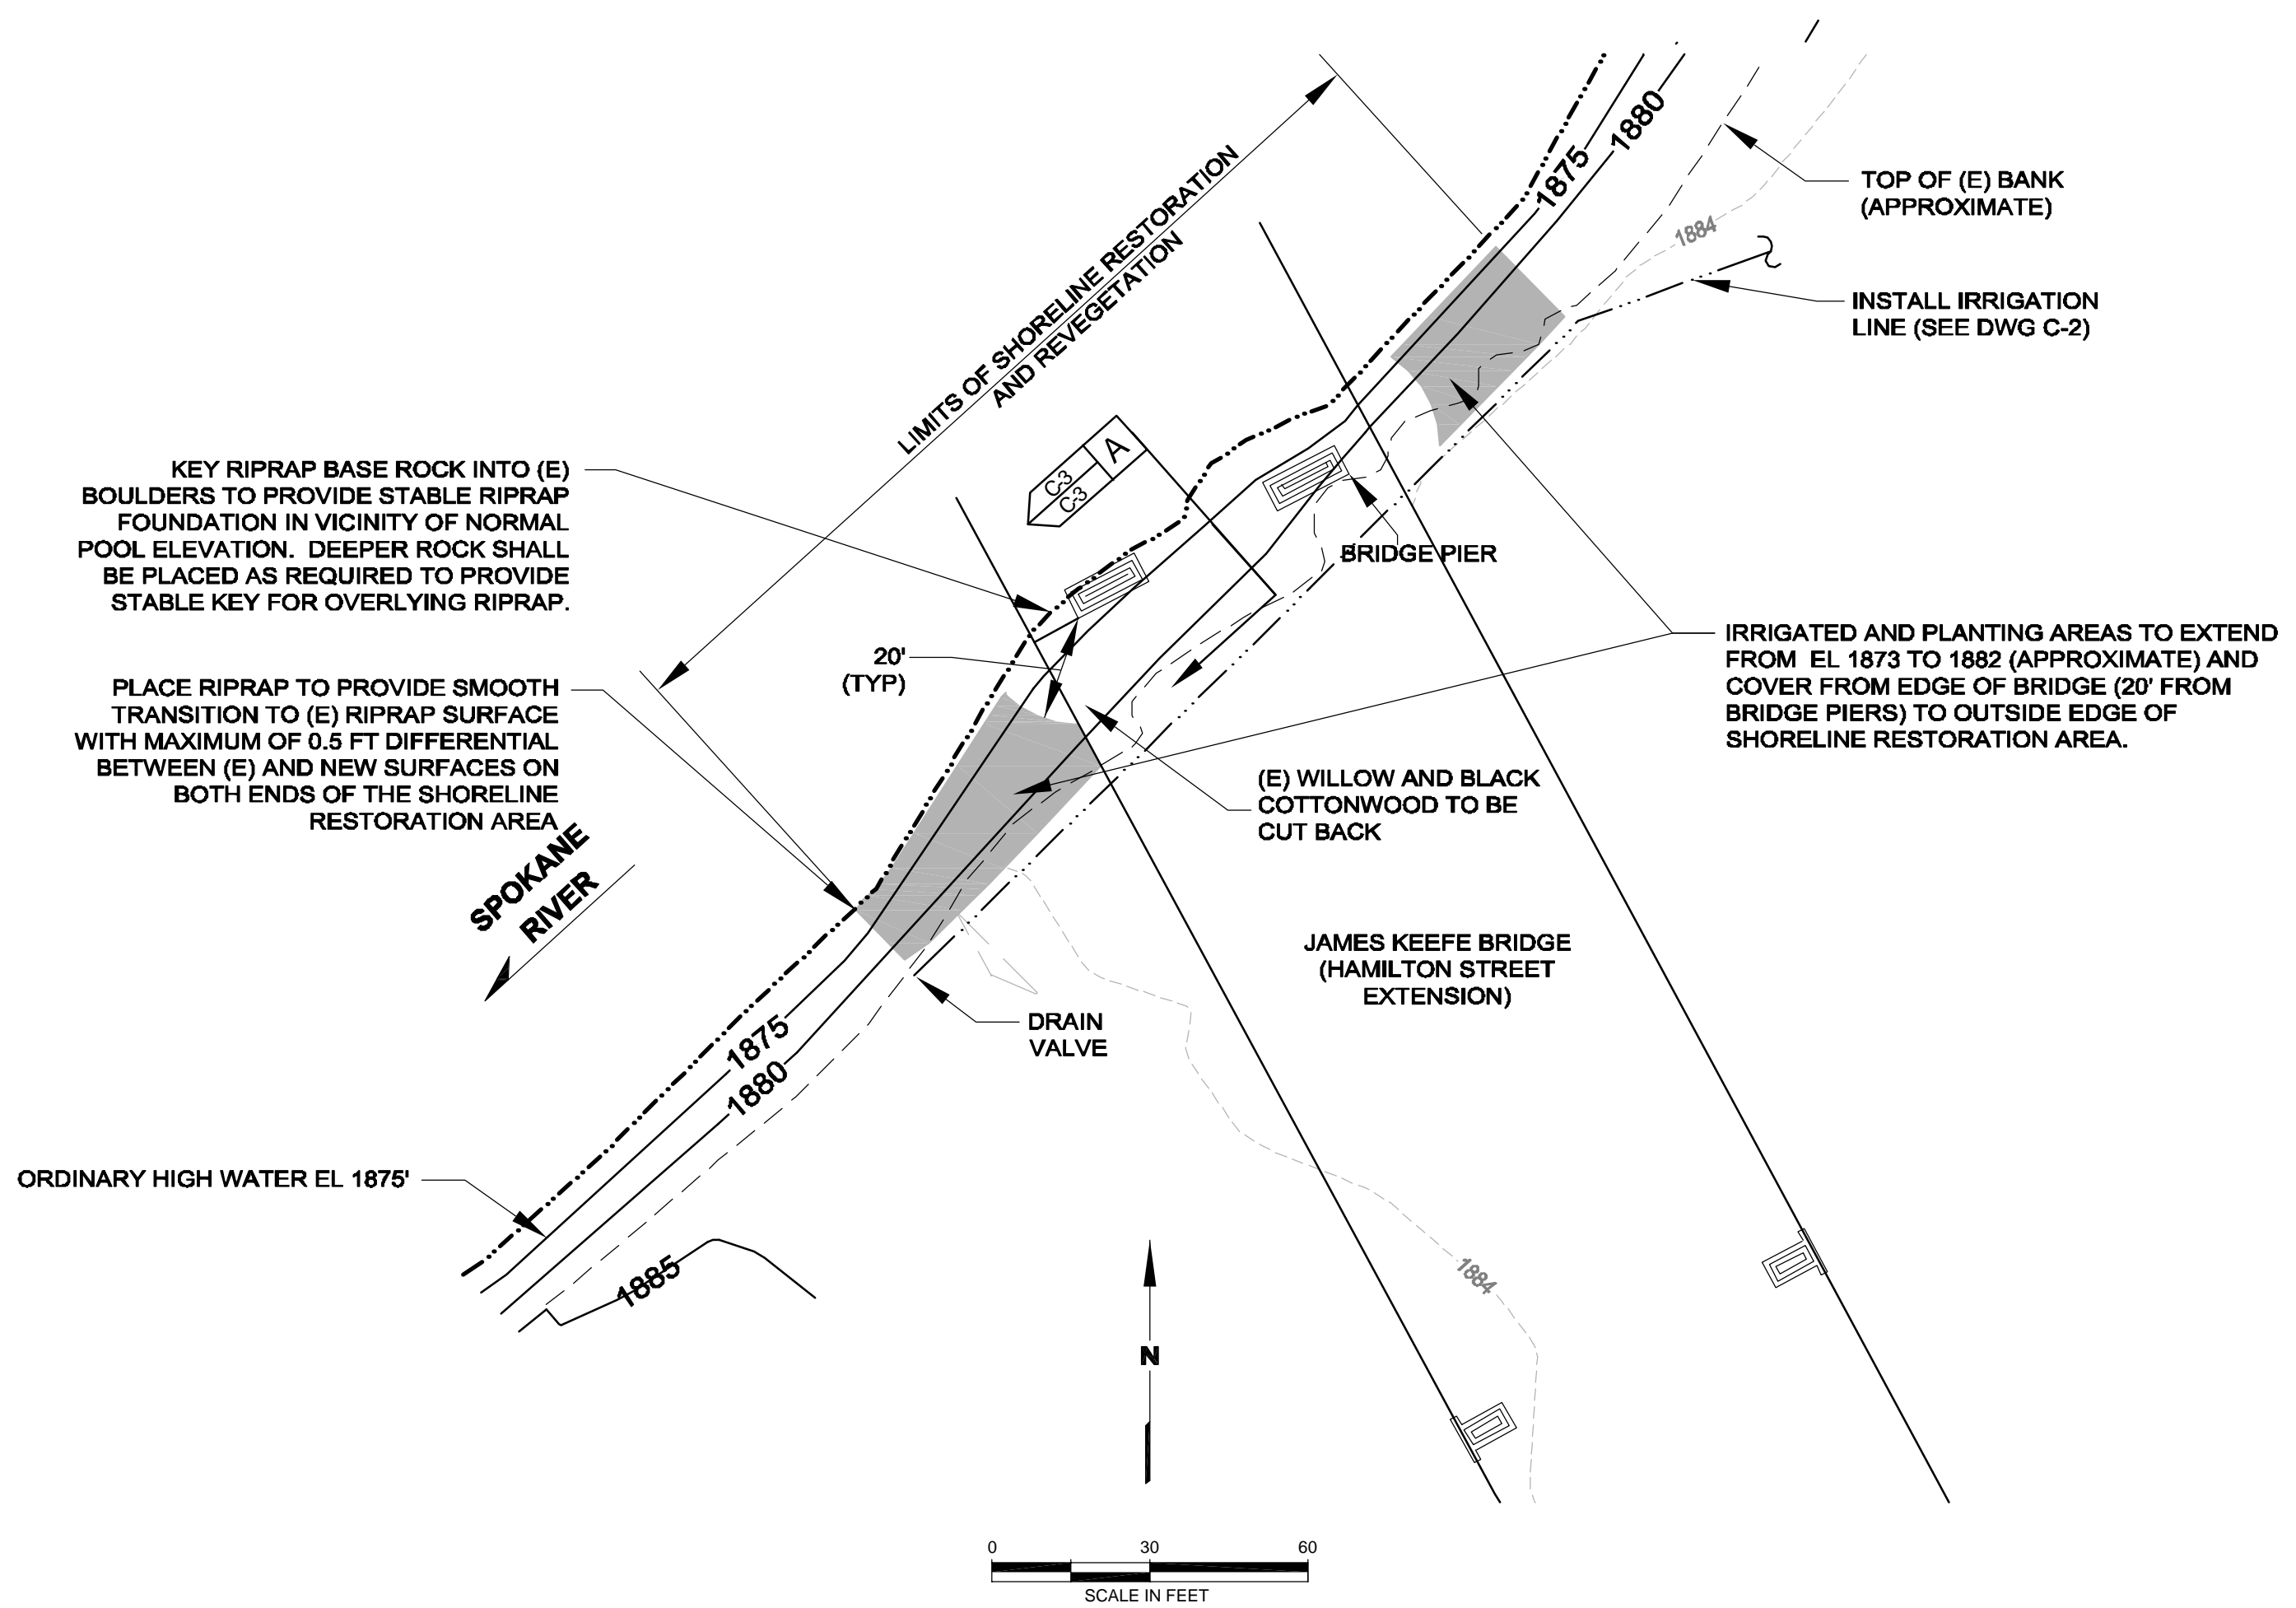 LIMITS OF SHORELINE RESTORATION
AND REVEGETATION
1880
1875
TOP OF (E) BANK
(APPROXIMATE)
1884
INSTALL IRRIGATION
LINE (SEE DWG C-2)
KEY RIPRAP BASE ROCK INTO (E)
BOULDERS TO PROVIDE STABLE RIPRAP
FOUNDATION IN VICINITY OF NORMAL
POOL ELEVATION.  DEEPER ROCK SHALL
BE PLACED AS REQUIRED TO PROVIDE
STABLE KEY FOR OVERLYING RIPRAP.
A
C-3
C-3
BRIDGE PIER
20'
(TYP)
IRRIGATED AND PLANTING AREAS TO EXTEND
FROM  EL 1873 TO 1882 (APPROXIMATE) AND
COVER FROM EDGE OF BRIDGE (20' FROM
BRIDGE PIERS) TO OUTSIDE EDGE OF
SHORELINE RESTORATION AREA.
PLACE RIPRAP TO PROVIDE SMOOTH
TRANSITION TO (E) RIPRAP SURFACE
WITH MAXIMUM OF 0.5 FT DIFFERENTIAL
BETWEEN (E) AND NEW SURFACES ON
BOTH ENDS OF THE SHORELINE
RESTORATION AREA
(E) WILLOW AND BLACK
COTTONWOOD TO BE
CUT BACK
SPOKANE
RIVER
JAMES KEEFE BRIDGE
(HAMILTON STREET
EXTENSION)
DRAIN
VALVE
1875
1880
ORDINARY HIGH WATER EL 1875'
1885
1884
N
0 30 60
SCALE IN FEET